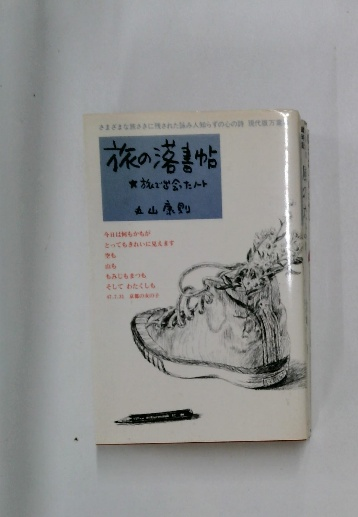 さまざまな旅さきに残された詠み人知らずの心の詩 現代版万葉
旅の落書帖
旅で出会ったノート
丸山康則
今日は何もかもが
とってもきれいに見えます
空も
山も
もみじもまつも
そして わたくしも